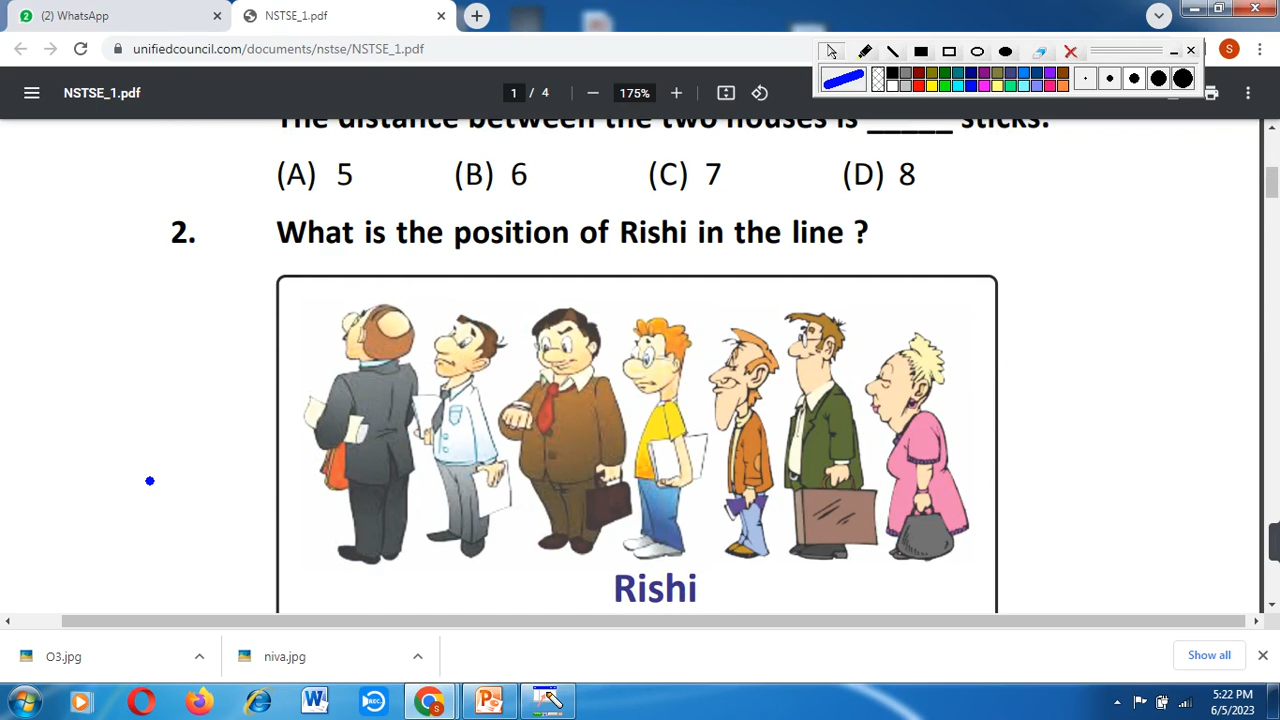 (2) WhatsApp
NSTSE_1.pdf
unifiedcouncil.com/documents/nstse/NSTSE_1.pdf
S
NSTSE_1.pdf
1 / 4
175%
The distance between the two houses is _____ sticks.
(A) 5 (B) 6 (C) 7 (D) 8
2. What is the position of Rishi in the line ?
Rishi
O3.jpg
niva.jpg
Show all
W
REC
S
P
5:22 PM
6/5/2023